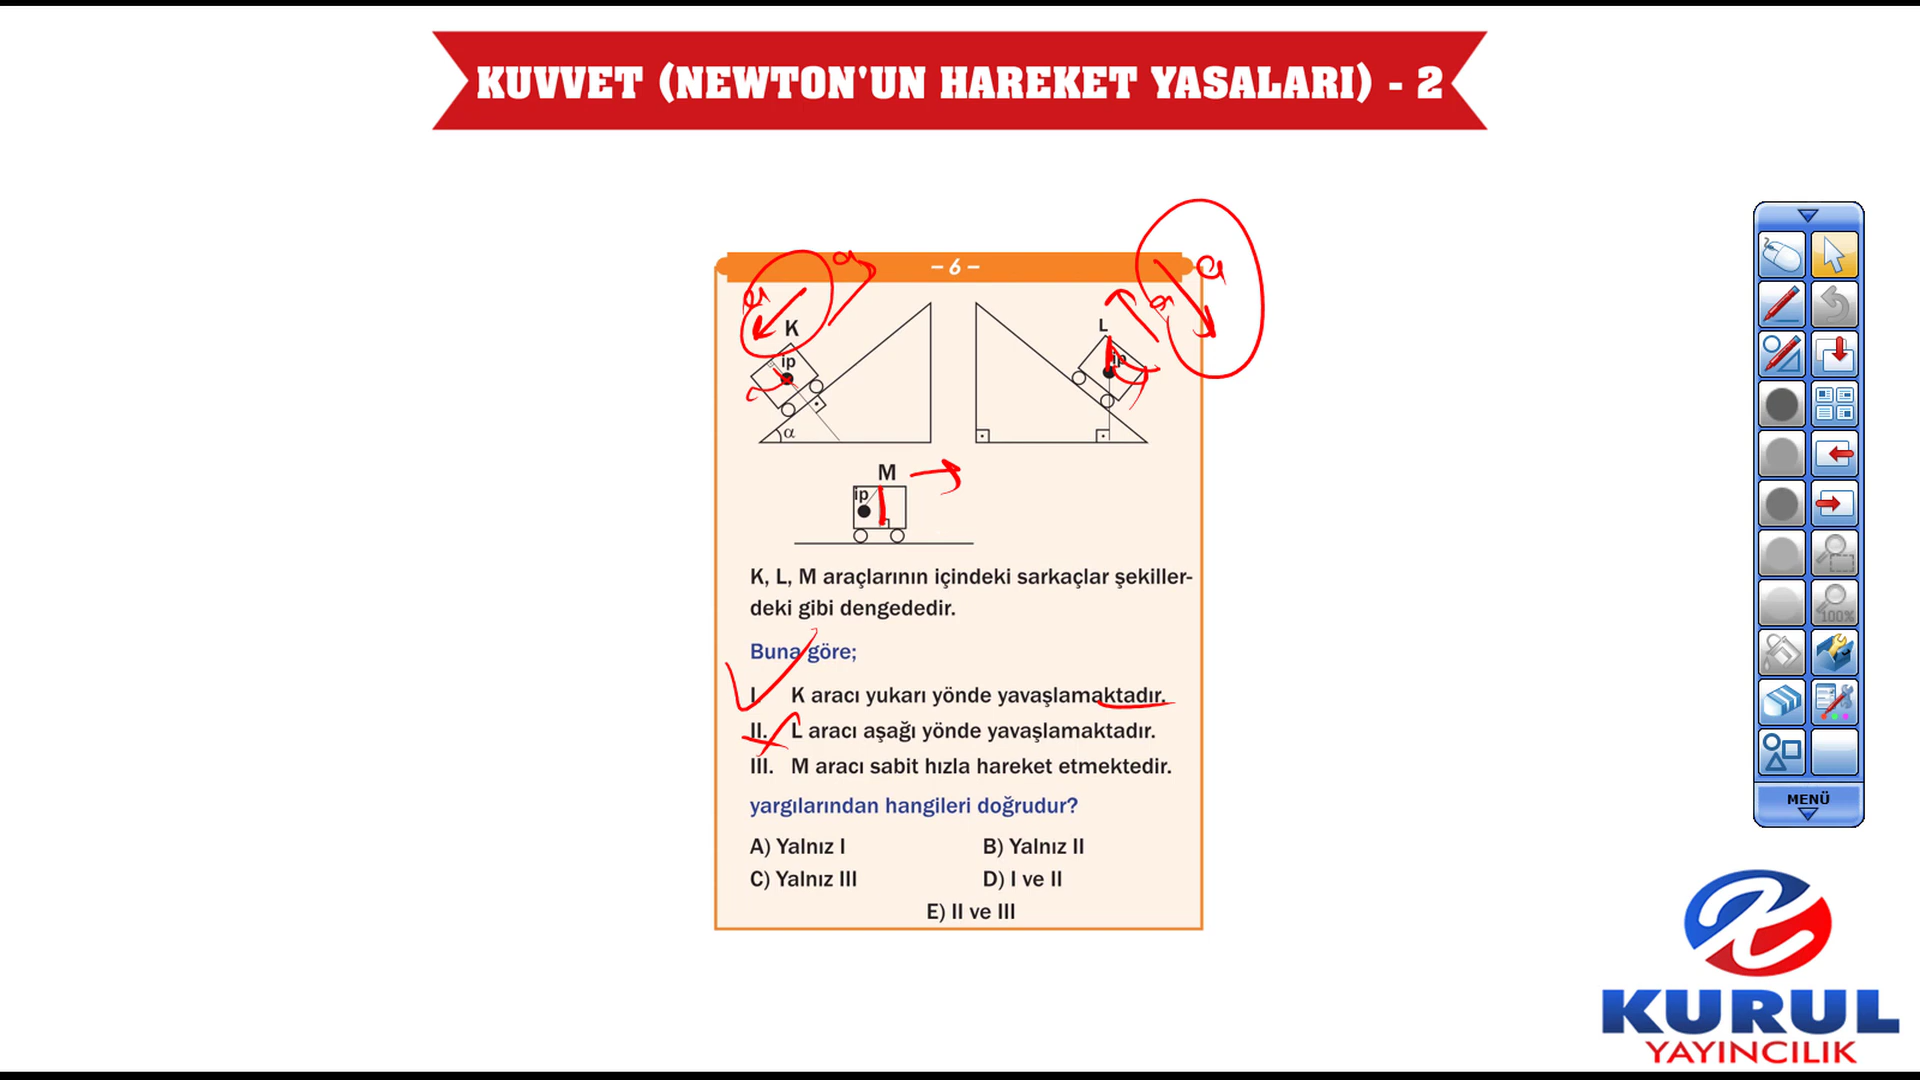 KUVVET (NEWTON'UN HAREKET YASALARI) - 2
– 6 –
a
a
K
ip
α
a
a
L
ip
M
ip
K, L, M araçlarının içindeki sarkaçlar şekiller-
deki gibi dengededir.
Buna göre;
I. K aracı yukarı yönde yavaşlamaktadır.
II. L aracı aşağı yönde yavaşlamaktadır.
III. M aracı sabit hızla hareket etmektedir.
yargılarından hangileri doğrudur?
A) Yalnız I
B) Yalnız II
C) Yalnız III
D) I ve II
E) II ve III
100%
MENÜ
KURUL
YAYINCILIK